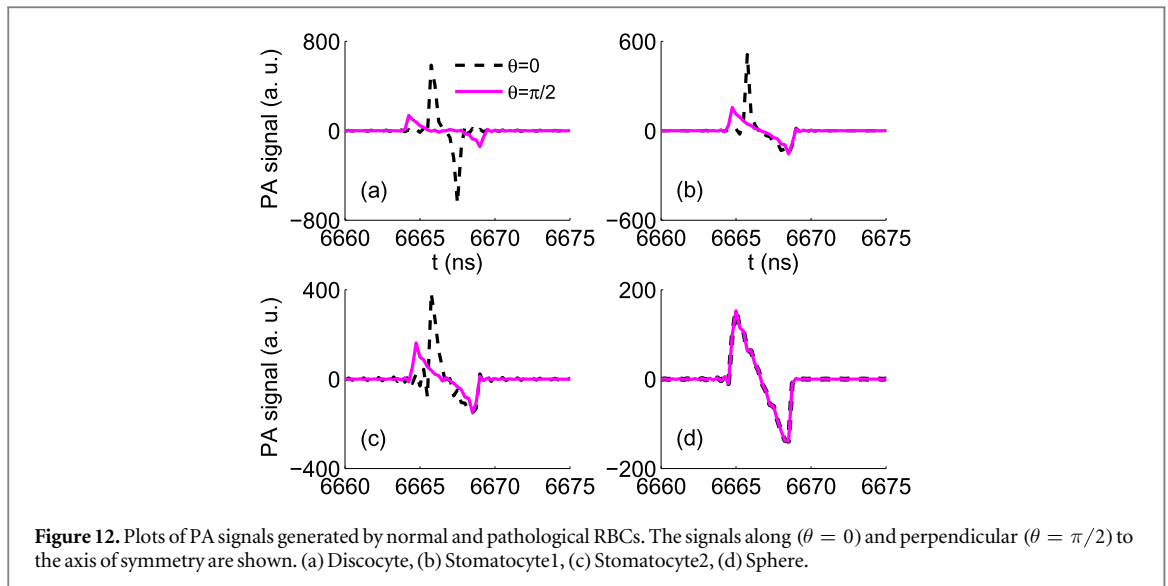 800
0
−800
PA signal (a. u.)
θ=0
θ=π/2
(a)
6660 6665 6670 6675
t (ns)
600
0
−600
(b)
6660 6665 6670 6675
t (ns)
400
0
−400
PA signal (a. u.)
(c)
6660 6665 6670 6675
200
0
−200
(d)
6660 6665 6670 6675
Figure 12. Plots of PA signals generated by normal and pathological RBCs. The signals along (θ = 0) and perpendicular (θ = π/2) to
the axis of symmetry are shown. (a) Discocyte, (b) Stomatocyte1, (c) Stomatocyte2, (d) Sphere.